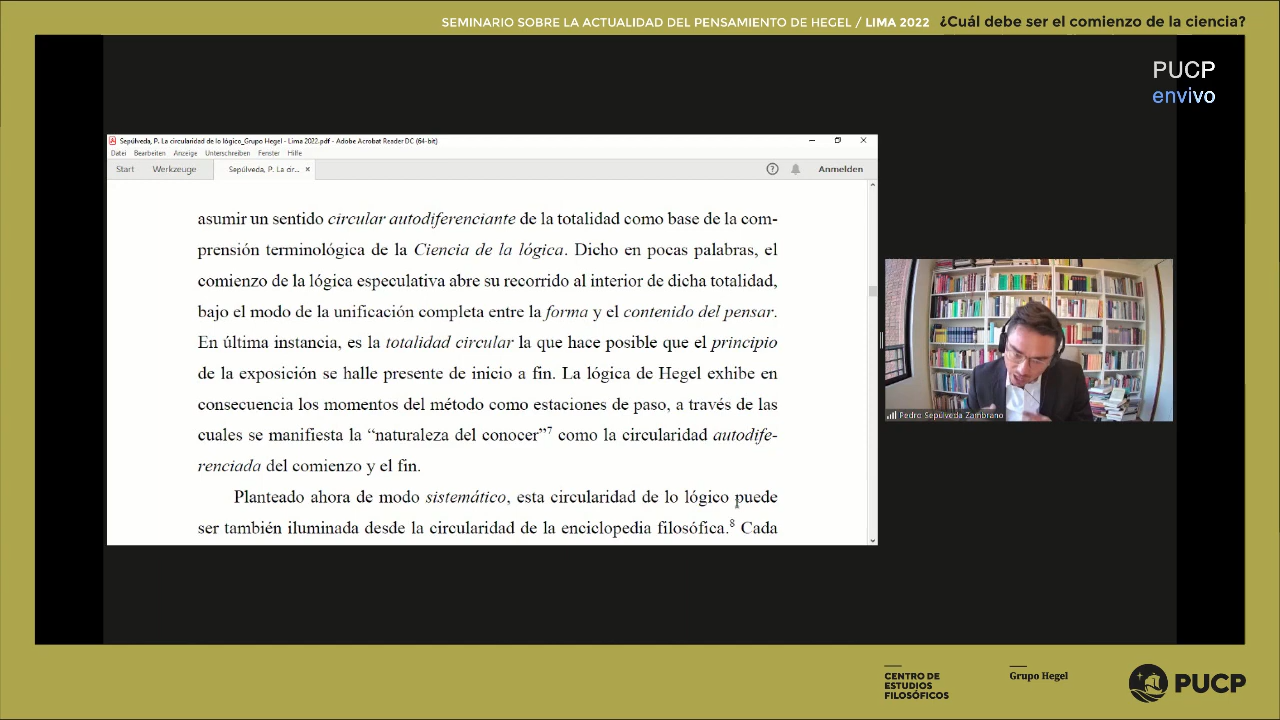 SEMINARIO SOBRE LA ACTUALIDAD DEL PENSAMIENTO DE HEGEL / LIMA 2022 ¿Cuál debe ser el comienzo de la ciencia?
PUCP
envivo
Sepúlveda, P. La circularidad de lo lógico_Grupo Hegel - Lima 2022.pdf - Adobe Acrobat Reader DC (64-bit)
Datei Bearbeiten Anzeige Unterschreiben Fenster Hilfe
Start Werkzeuge Sepúlveda, P. La cir... × Anmelden
asumir un sentido circular autodiferenciante de la totalidad como base de la com-
prensión terminológica de la Ciencia de la lógica. Dicho en pocas palabras, el
comienzo de la lógica especulativa abre su recorrido al interior de dicha totalidad,
bajo el modo de la unificación completa entre la forma y el contenido del pensar.
En última instancia, es la totalidad circular la que hace posible que el principio
de la exposición se halle presente de inicio a fin. La lógica de Hegel exhibe en
consecuencia los momentos del método como estaciones de paso, a través de las
cuales se manifiesta la “naturaleza del conocer”7 como la circularidad autodife-
renciada del comienzo y el fin.
Planteado ahora de modo sistemático, esta circularidad de lo lógico puede
ser también iluminada desde la circularidad de la enciclopedia filosófica.8 Cada
Pedro Sepúlveda Zambrano
CENTRO DE
ESTUDIOS
FILOSÓFICOS
Grupo Hegel
PUCP